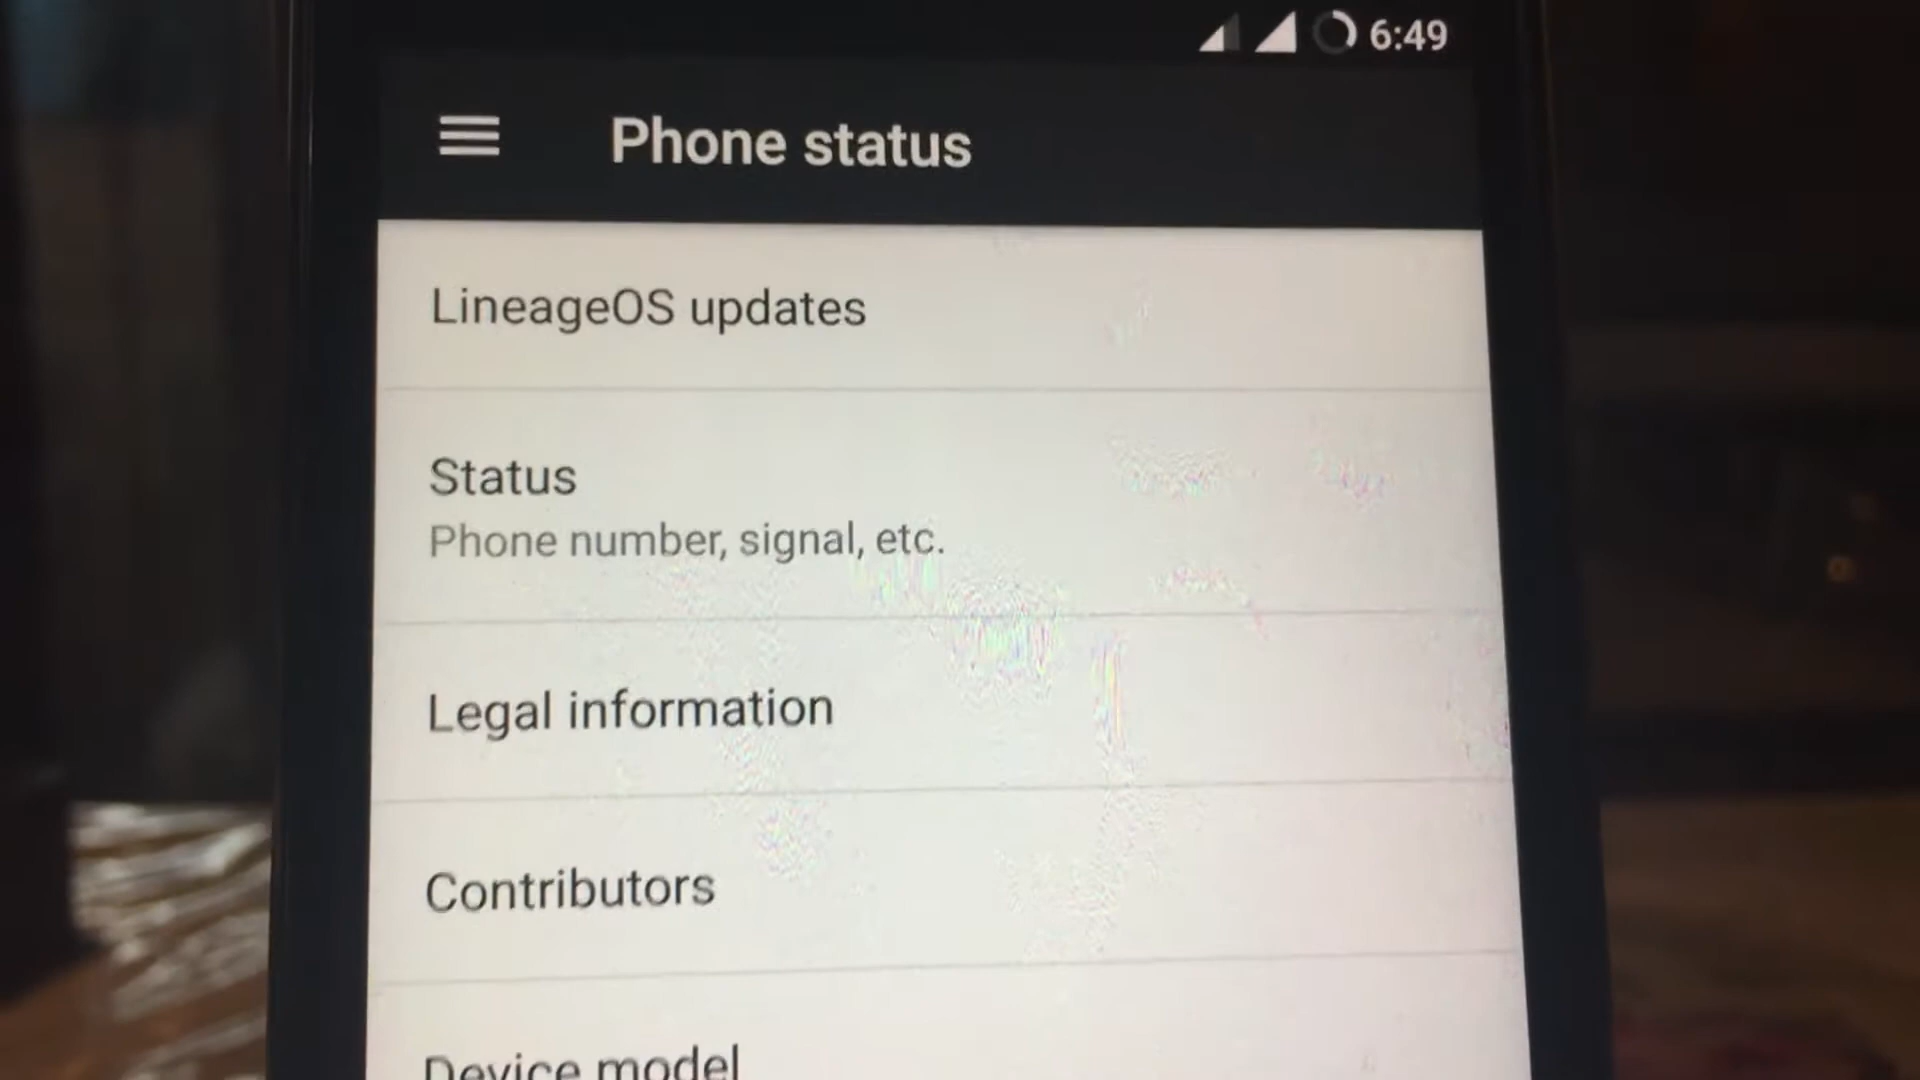 6:49
Phone status
LineageOS updates
Status
Phone number, signal, etc.
Legal information
Contributors
Device model